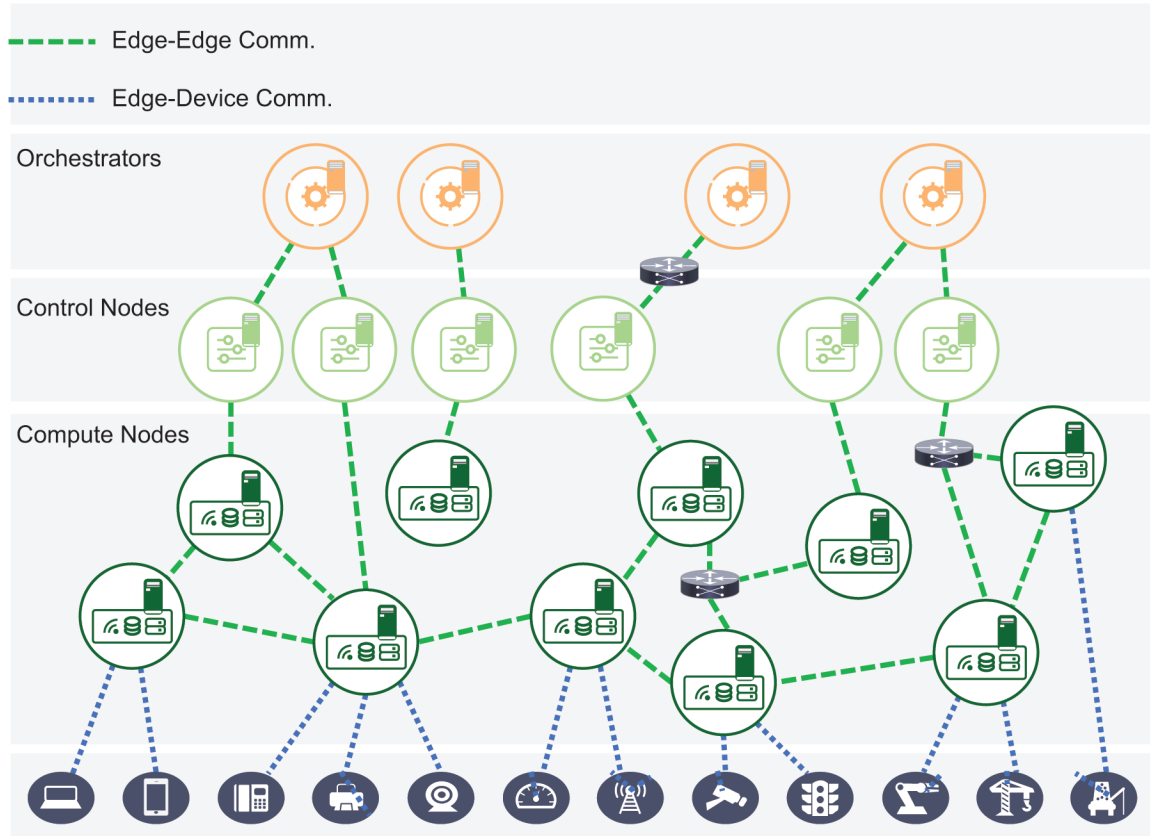 Edge-Edge Comm.
Edge-Device Comm.
Orchestrators
Control Nodes
Compute Nodes